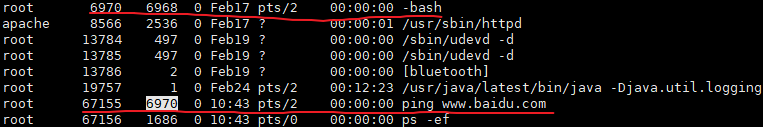 root 6970 6968 0 Feb17 pts/2 00:00:00 -bash
apache 8566 2536 0 Feb17 ? 00:00:01 /usr/sbin/httpd
root 13784 497 0 Feb19 ? 00:00:00 /sbin/udevd -d
root 13785 497 0 Feb19 ? 00:00:00 /sbin/udevd -d
root 13786 2 0 Feb19 ? 00:00:00 [bluetooth]
root 19757 1 0 Feb24 pts/2 00:12:23 /usr/java/latest/bin/java -Djava.util.logging
root 67155 6970 0 10:43 pts/2 00:00:00 ping www.baidu.com
root 67156 1686 0 10:43 pts/0 00:00:00 ps -ef